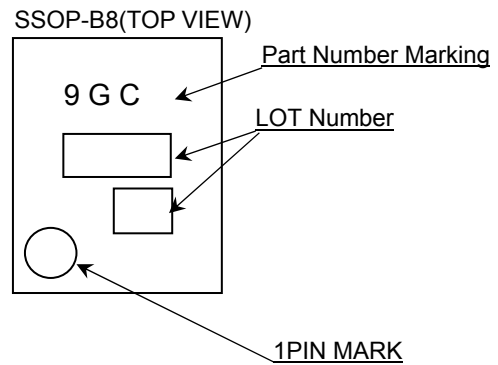 SSOP-B8(TOP VIEW)
Part Number Marking
9 G C
LOT Number
1PIN MARK